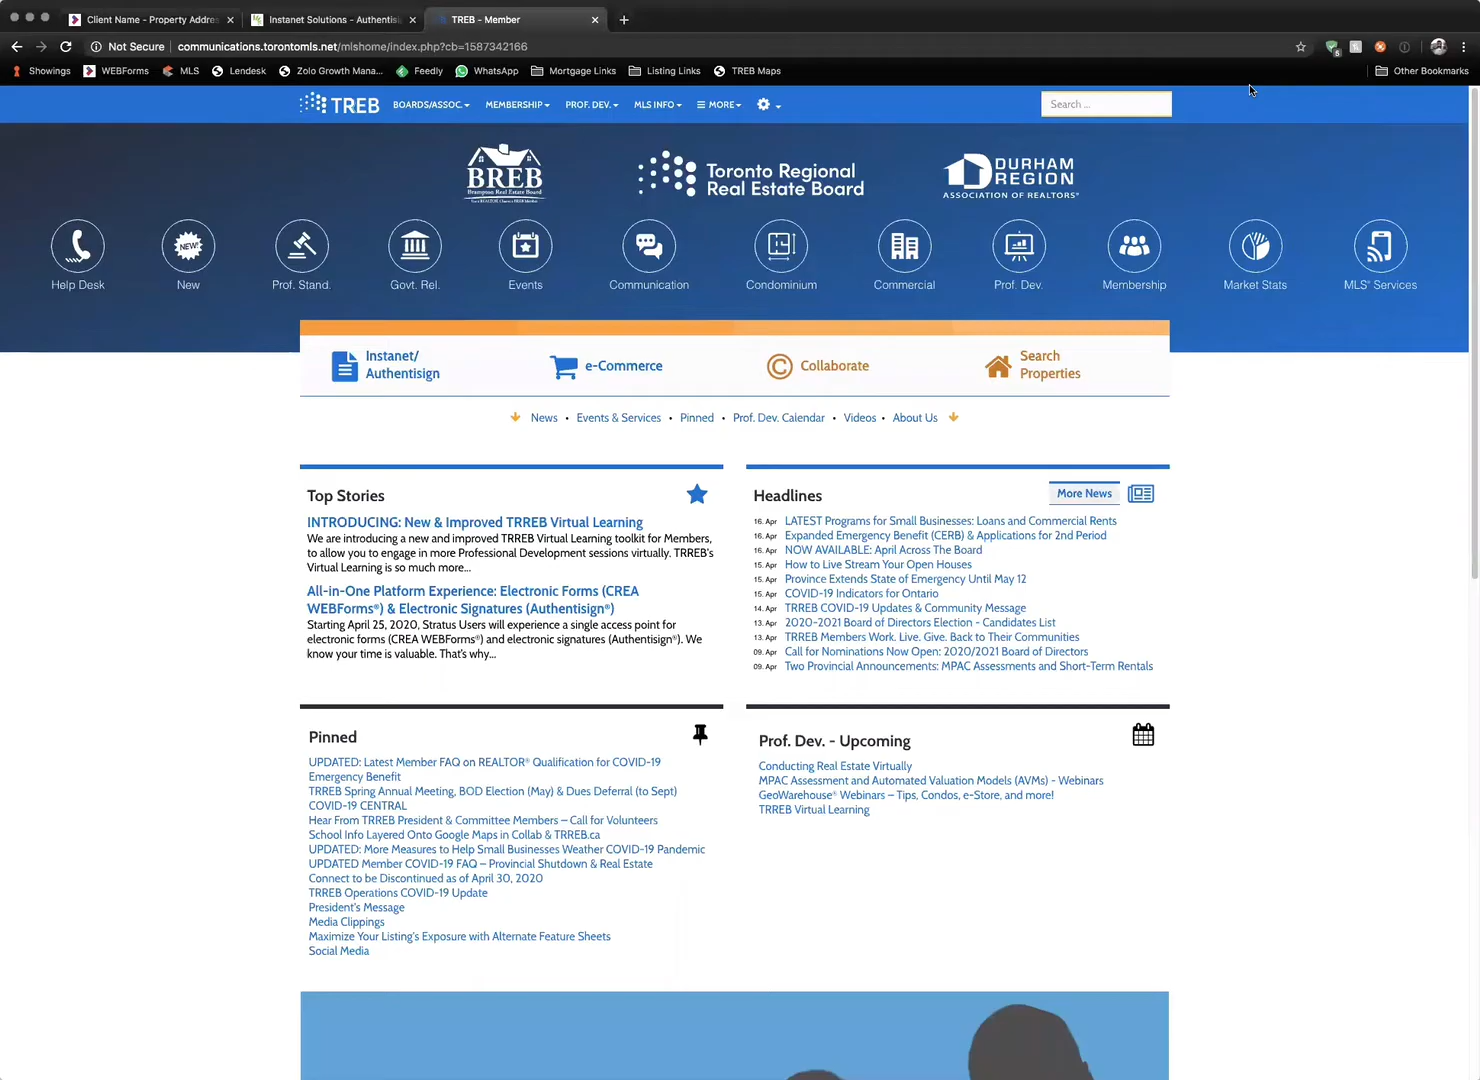 Client Name - Property Addre
Instanet Solutions - Authentisi
TREB - Member
Not Secure
communications.torontomls.net/mlshome/index.php?cb=1587342166
Showings
WEBForms
MLS
Lendesk
Zolo Growth Mana...
Feedly
WhatsApp
Mortgage Links
Listing Links
TREB Maps
Other Bookmarks
TREB
BOARDS/ASSOC.
MEMBERSHIP
PROF. DEV.
MLS INFO
MORE
Search ...
BREB
Brampton Real Estate Board
Toronto Regional
Real Estate Board
DURHAM
REGION
ASSOCIATION OF REALTORS®
NEW!
Help Desk
New
Prof. Stand.
Govt. Rel.
Events
Communication
Condominium
Commercial
Prof. Dev.
Membership
Market Stats
MLS® Services
Instanet/
Authentisign
e-Commerce
Collaborate
Search
Properties
News • Events & Services • Pinned • Prof. Dev. Calendar • Videos • About Us
Top Stories
INTRODUCING: New & Improved TRREB Virtual Learning
We are introducing a new and improved TRREB Virtual Learning toolkit for Members,
to allow you to engage in more Professional Development sessions virtually. TRREB's
Virtual Learning is so much more...
All-in-One Platform Experience: Electronic Forms (CREA
WEBForms®) & Electronic Signatures (Authentisign®)
Starting April 25, 2020, Stratus Users will experience a single access point for
electronic forms (CREA WEBForms®) and electronic signatures (Authentisign®). We
know your time is valuable. That's why...
Headlines
More News
16. Apr LATEST Programs for Small Businesses: Loans and Commercial Rents
16. Apr Expanded Emergency Benefit (CERB) & Applications for 2nd Period
16. Apr NOW AVAILABLE: April Across The Board
15. Apr How to Live Stream Your Open Houses
15. Apr Province Extends State of Emergency Until May 12
15. Apr COVID-19 Indicators for Ontario
14. Apr TRREB COVID-19 Updates & Community Message
13. Apr 2020-2021 Board of Directors Election - Candidates List
13. Apr TRREB Members Work. Live. Give. Back to Their Communities
09. Apr Call for Nominations Now Open: 2020/2021 Board of Directors
09. Apr Two Provincial Announcements: MPAC Assessments and Short-Term Rentals
Pinned
UPDATED: Latest Member FAQ on REALTOR® Qualification for COVID-19
Emergency Benefit
TRREB Spring Annual Meeting, BOD Election (May) & Dues Deferral (to Sept)
COVID-19 CENTRAL
Hear From TRREB President & Committee Members – Call for Volunteers
School Info Layered Onto Google Maps in Collab & TRREB.ca
UPDATED: More Measures to Help Small Businesses Weather COVID-19 Pandemic
UPDATED Member COVID-19 FAQ – Provincial Shutdown & Real Estate
Connect to be Discontinued as of April 30, 2020
TRREB Operations COVID-19 Update
President's Message
Media Clippings
Maximize Your Listing's Exposure with Alternate Feature Sheets
Social Media
Prof. Dev. - Upcoming
Conducting Real Estate Virtually
MPAC Assessment and Automated Valuation Models (AVMs) - Webinars
GeoWarehouse® Webinars – Tips, Condos, e-Store, and more!
TRREB Virtual Learning